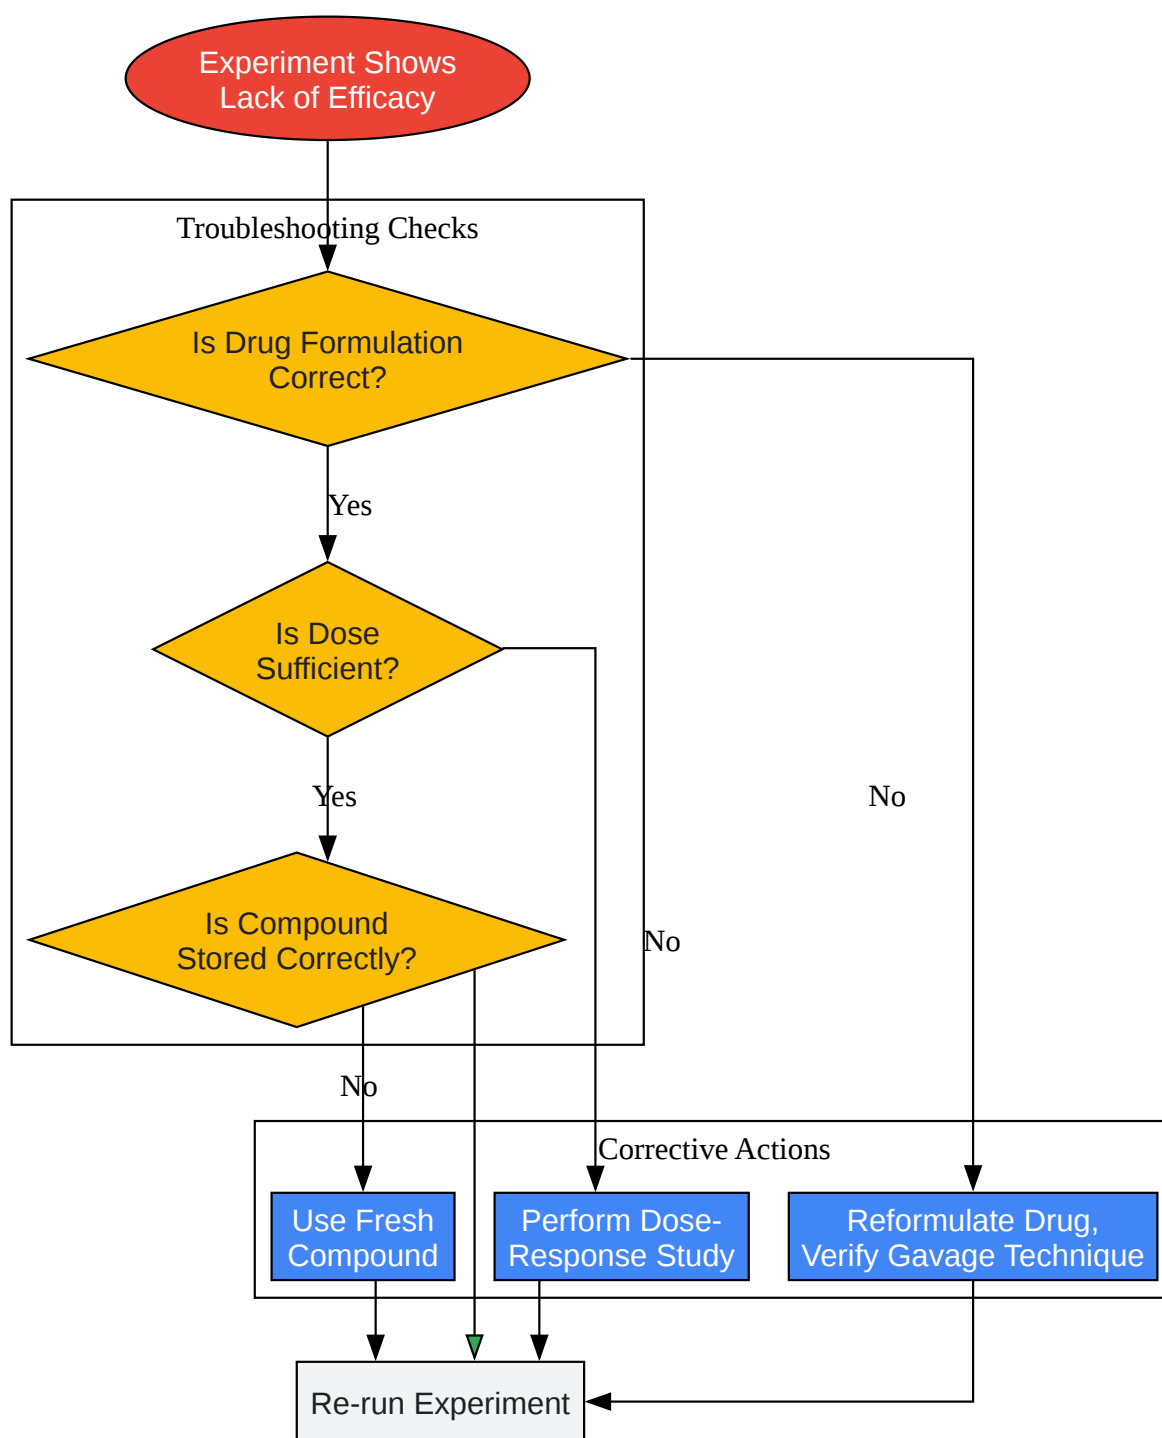 Experiment Shows
Lack of Efficacy
Troubleshooting Checks
Is Drug Formulation
Correct?
Yes
Is Dose
Sufficient?
Yes
No
Is Compound
Stored Correctly?
No
No
Corrective Actions
Use Fresh
Compound
Perform Dose-
Response Study
Reformulate Drug,
Verify Gavage Technique
Re-run Experiment